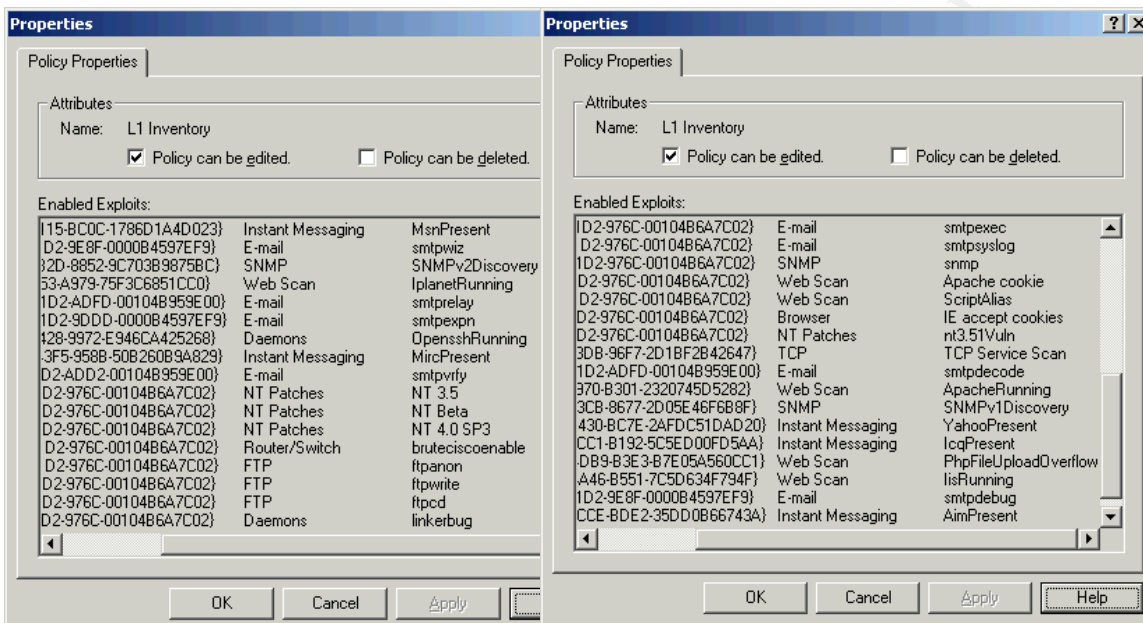 Properties
Policy Properties
Attributes
Name: L1 Inventory
Policy can be edited. Policy can be deleted.
Enabled Exploits:
I15-BC0C-1786D1A4D023} Instant Messaging MsnPresent
D2-9E8F-0000B4597EF9} E-mail smtpwiz
32D-8852-9C703B9875BC} SNMP SNMPv2Discovery
53-A979-75F3C6851CC0} Web Scan IplanetRunning
1D2-ADFD-00104B959E00} E-mail smtprelay
1D2-9DDD-0000B4597EF9} E-mail smtpexpn
428-9972-E946CA425268} Daemons OpensshRunning
-3F5-958B-50B260B9A829} Instant Messaging MircPresent
D2-ADD2-00104B959E00} E-mail smtpvrfy
D2-976C-00104B6A7C02} NT Patches NT 3.5
D2-976C-00104B6A7C02} NT Patches NT Beta
D2-976C-00104B6A7C02} NT Patches NT 4.0 SP3
D2-976C-00104B6A7C02} Router/Switch bruteciscoenable
D2-976C-00104B6A7C02} FTP ftpanon
D2-976C-00104B6A7C02} FTP ftpwrite
D2-976C-00104B6A7C02} FTP ftpcd
D2-976C-00104B6A7C02} Daemons linkerbug
OK Cancel Apply
Properties
Policy Properties
Attributes
Name: L1 Inventory
Policy can be edited. Policy can be deleted.
Enabled Exploits:
1D2-976C-00104B6A7C02} E-mail smtpexec
D2-976C-00104B6A7C02} E-mail smtpsyslog
1D2-976C-00104B6A7C02} SNMP snmp
D2-976C-00104B6A7C02} Web Scan Apache cookie
D2-976C-00104B6A7C02} Web Scan ScriptAlias
D2-976C-00104B6A7C02} Browser IE accept cookies
D2-976C-00104B6A7C02} NT Patches nt3.51Vuln
3DB-96F7-2D1BF2B42647} TCP TCP Service Scan
1D2-ADFD-00104B959E00} E-mail smtpdecode
370-B301-2320745D5282} Web Scan ApacheRunning
3CB-8677-2D05E46F6B8F} SNMP SNMPv1Discovery
430-BC7E-2AFDC51DAD20} Instant Messaging YahooPresent
CC1-B192-5C5ED00FD5AA} Instant Messaging IcqPresent
-DB9-B3E3-B7E05A560CC1} Web Scan PhpFileUploadOverflow
A46-B551-7C5D634F794F} Web Scan IisRunning
1D2-9E8F-0000B4597EF9} E-mail smtpdebug
CCE-BDE2-35DD0B66743A} Instant Messaging AimPresent
OK Cancel Apply Help